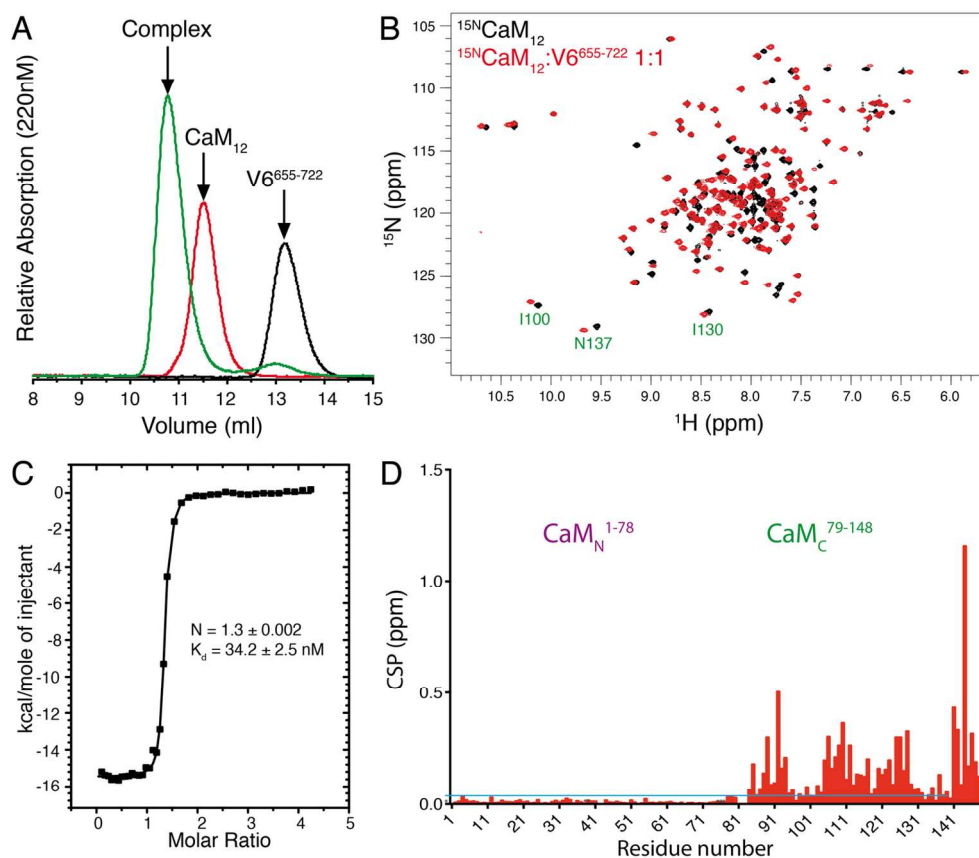 A
Complex
CaM₁₂
V6⁶⁵⁵⁻⁷²²
Relative Absorption (220nM)
8 9 10 11 12 13 14 15
Volume (ml)
B
¹⁵ᴺCaM₁₂
¹⁵ᴺCaM₁₂:V6⁶⁵⁵⁻⁷²² 1:1
105
110
115
120
125
130
¹⁵N (ppm)
I100
N137
I130
10.5 10.0 9.5 9.0 8.5 8.0 7.5 7.0 6.5 6.0
¹H (ppm)
C
0
-2
-4
-6
-8
-10
-12
-14
-16
kcal/mole of injectant
N = 1.3 ± 0.002
K_d = 34.2 ± 2.5 nM
0 1 2 3 4 5
Molar Ratio
D
1.5
1.0
0.5
0.0
CSP (ppm)
CaM_N¹⁻⁷⁸
CaM_C⁷⁹⁻¹⁴⁸
1 11 21 31 41 51 61 71 81 91 101 111 121 131 141
Residue number